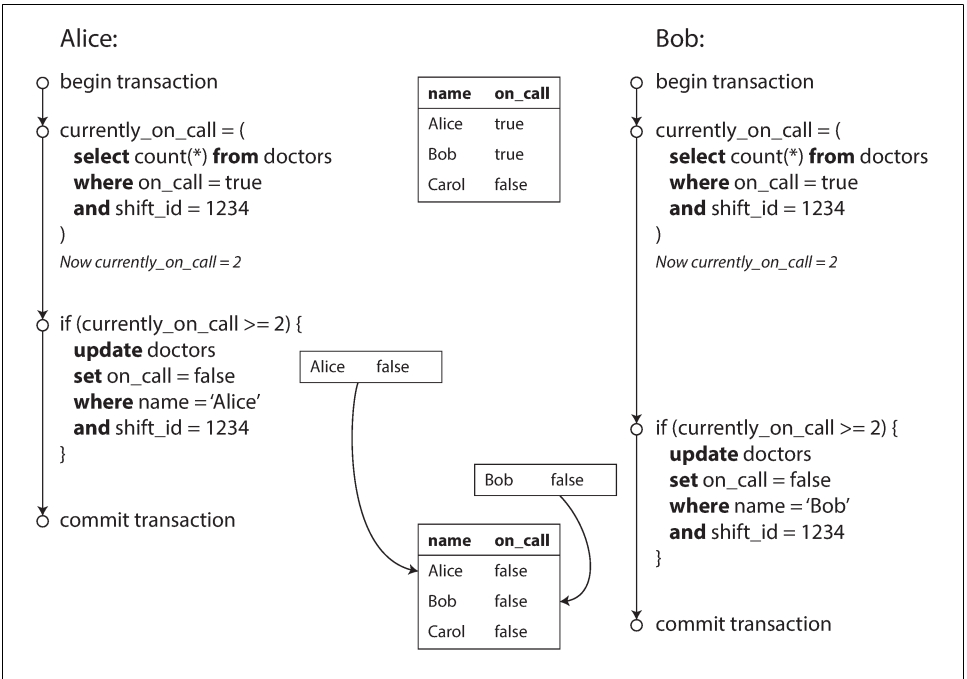 Alice:
begin transaction
currently_on_call = (
select count(*) from doctors
where on_call = true
and shift_id = 1234
)
Now currently_on_call = 2
if (currently_on_call >= 2) {
update doctors
set on_call = false
where name = ‘Alice’
and shift_id = 1234
}
commit transaction
name on_call
Alice true
Bob true
Carol false
Alice false
Bob false
name on_call
Alice false
Bob false
Carol false
Bob:
begin transaction
currently_on_call = (
select count(*) from doctors
where on_call = true
and shift_id = 1234
)
Now currently_on_call = 2
if (currently_on_call >= 2) {
update doctors
set on_call = false
where name = ‘Bob’
and shift_id = 1234
}
commit transaction